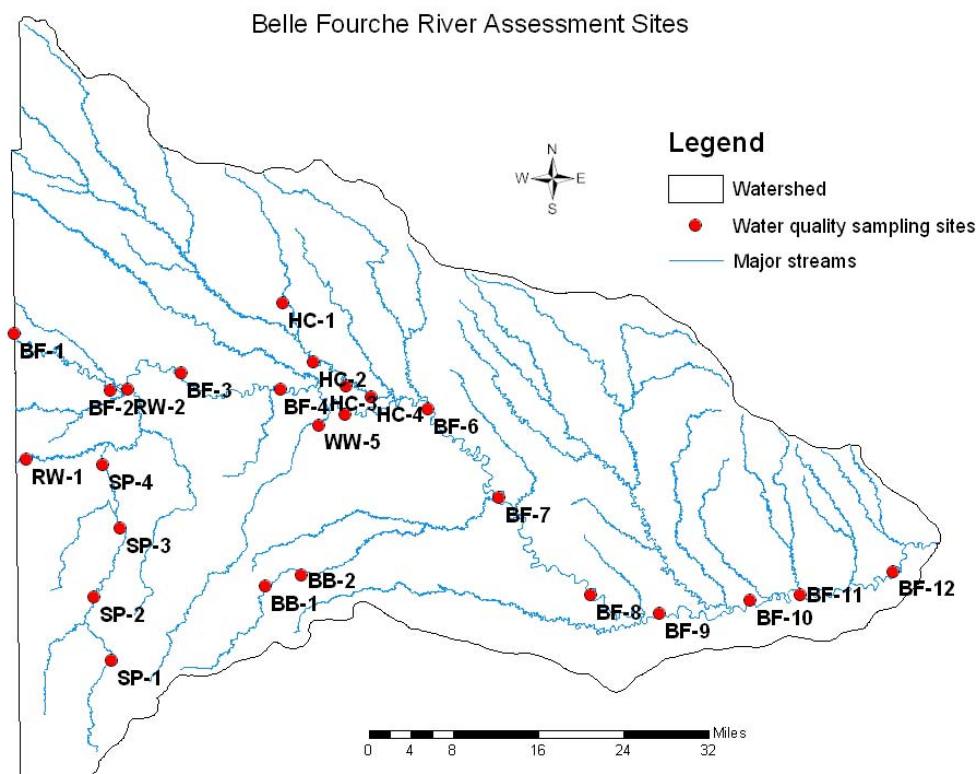 Belle Fourche River Assessment Sites
N
W E
S
Legend
Watershed
Water quality sampling sites
Major streams
HC-1
BF-1
HC-2
BF-3
BF-2
RW-2
BF-4
HC-3
HC-4
BF-6
WW-5
RW-1
SP-4
BF-7
SP-3
BB-2
BB-1
BF-12
BF-11
SP-2
BF-8
BF-10
BF-9
SP-1
Miles
0 2 4 8 16 24 32